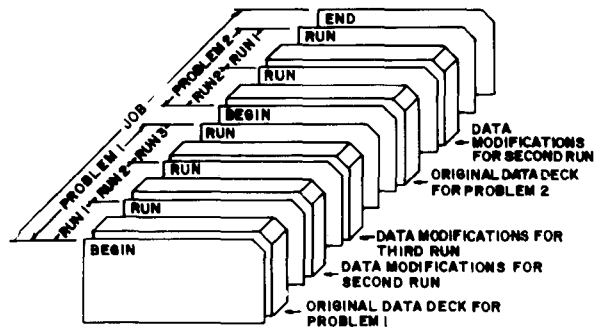 END
RUN
RUN
BEGIN
RUN
RUN
RUN
BEGIN
JOB
PROBLEM 2
RUN 2
RUN 1
PROBLEM 1
RUN 1
RUN 2
RUN 3
DATA
MODIFICATIONS
FOR SECOND RUN
ORIGINAL DATA DECK
FOR PROBLEM 2
DATA MODIFICATIONS FOR
THIRD RUN
DATA MODIFICATIONS FOR
SECOND RUN
ORIGINAL DATA DECK FOR
PROBLEM 1